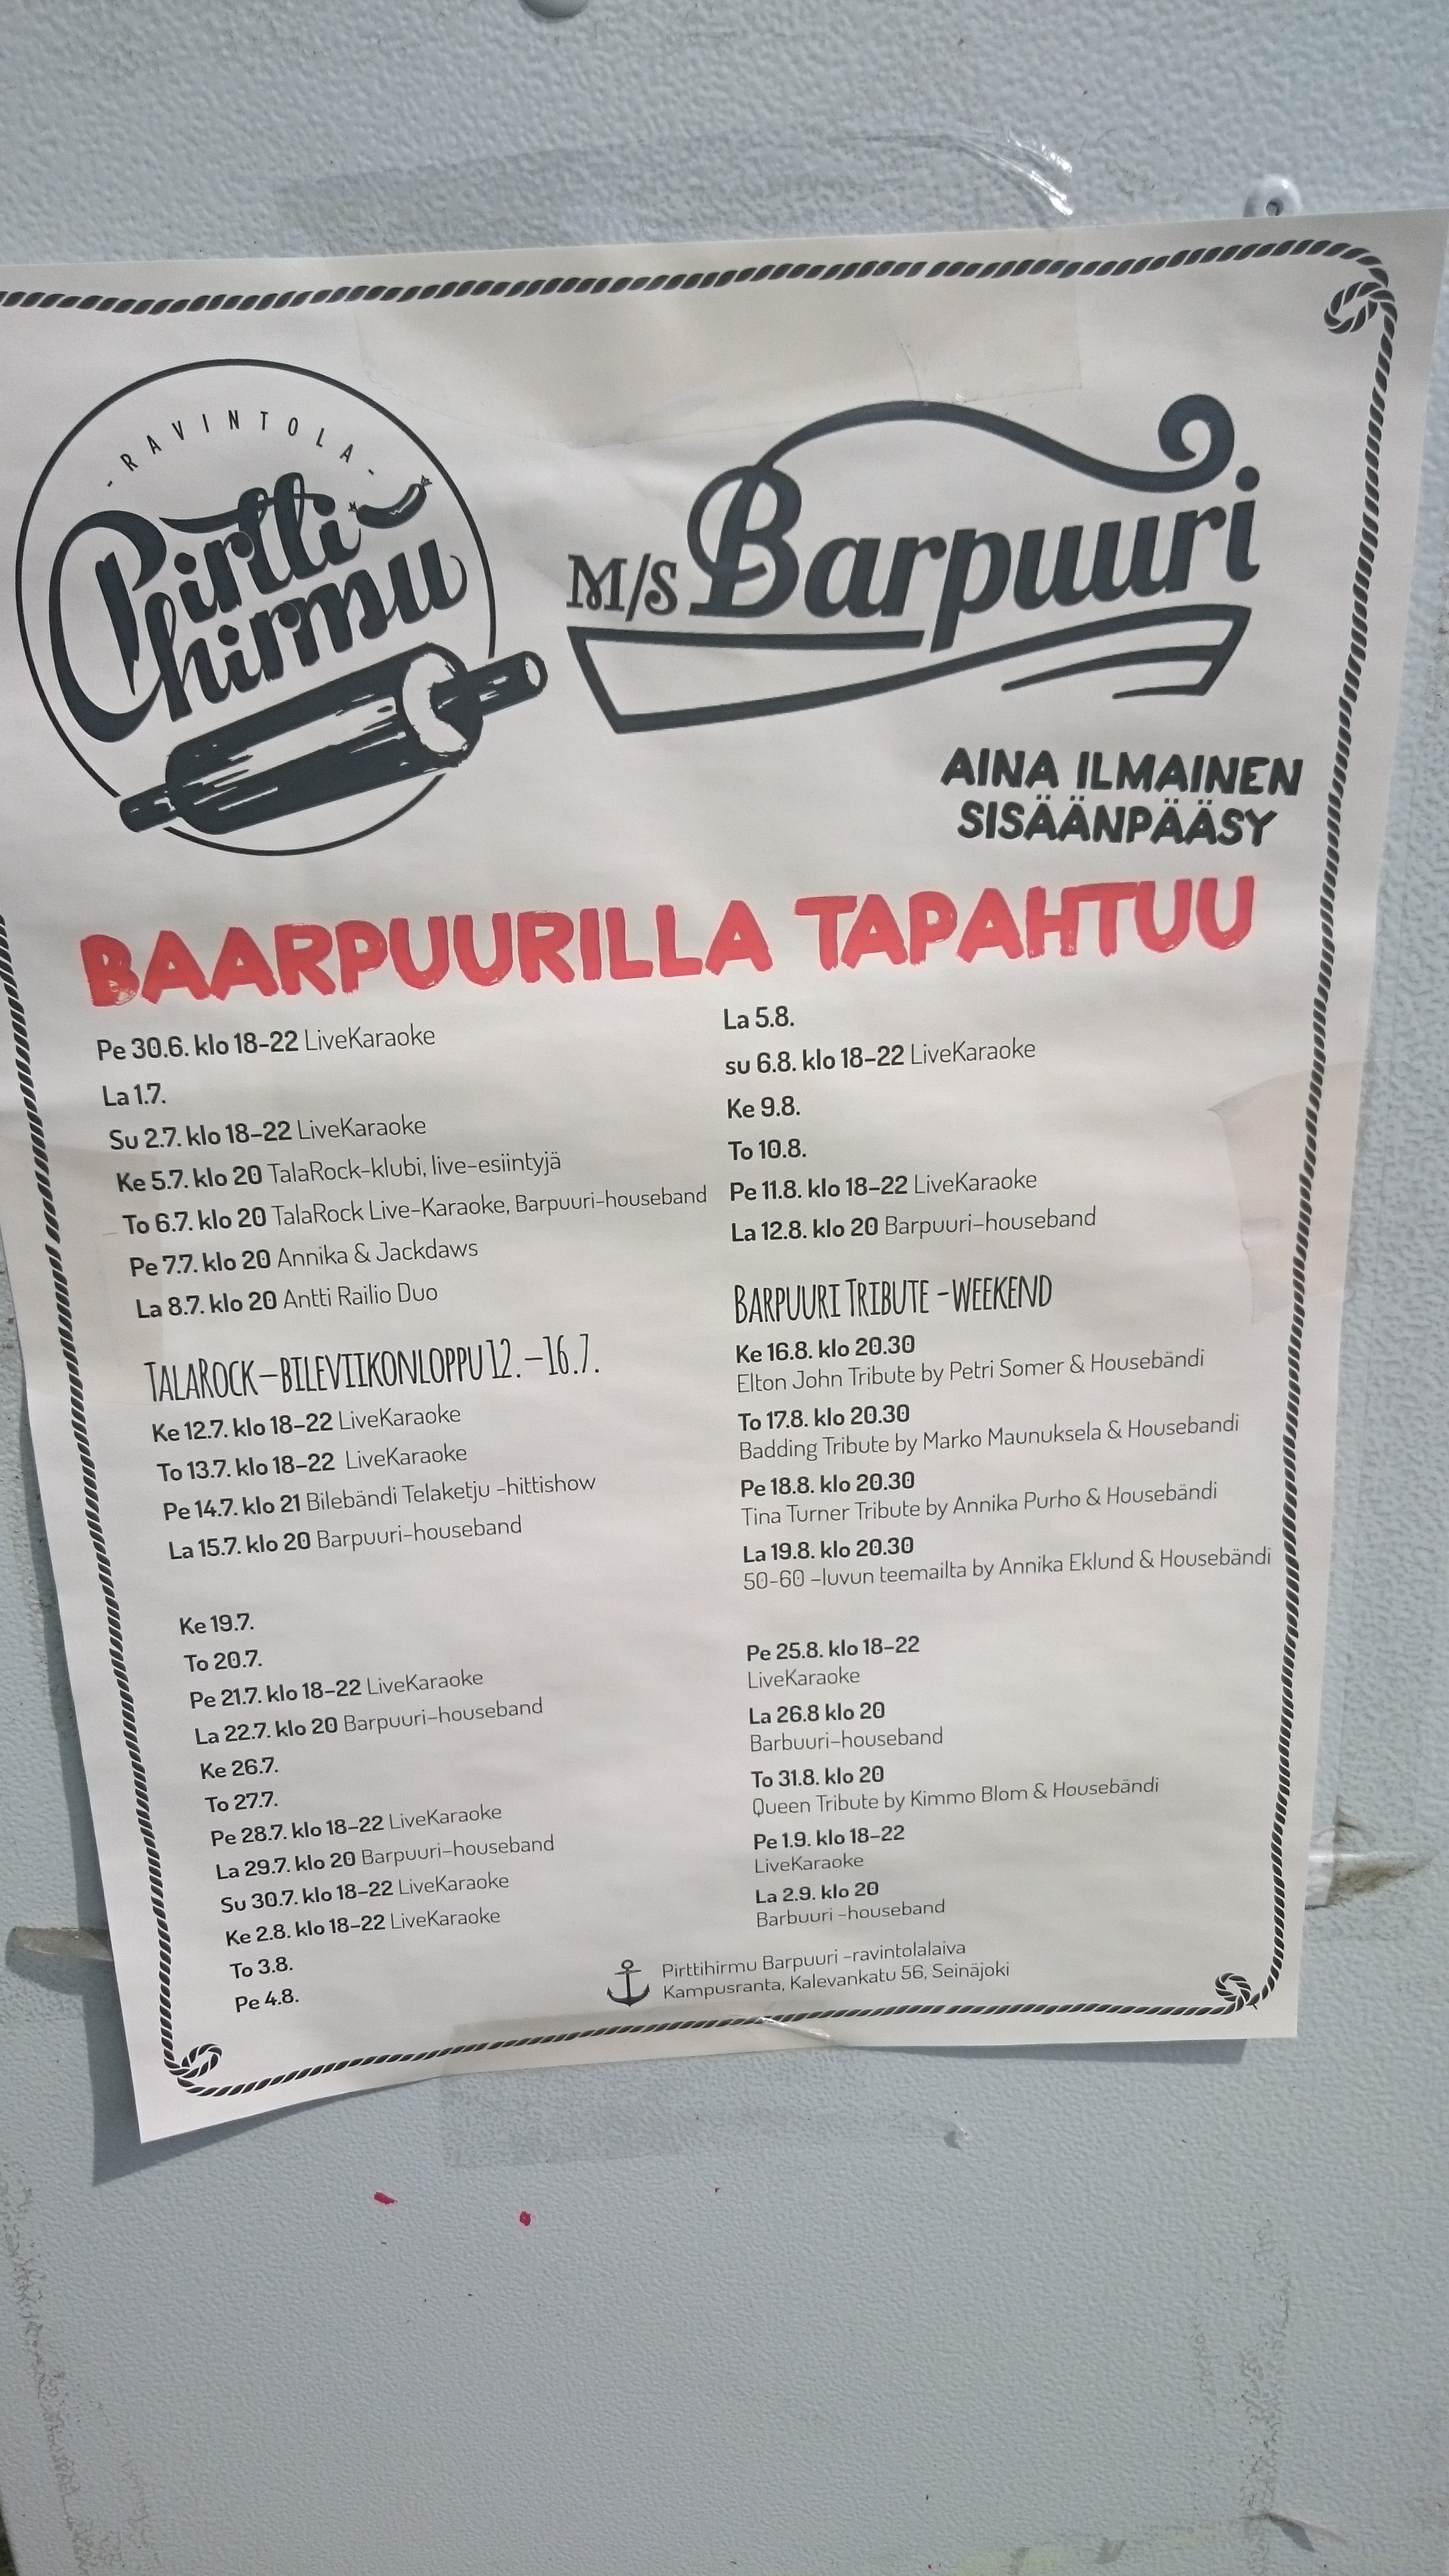 - RAVINTOLA -
Pirtti
hirmu
M/S Barpuuri
AINA ILMAINEN
SISÄÄNPÄÄSY
BAARPUURILLA TAPAHTUU
Pe 30.6. klo 18-22 LiveKaraoke
La 1.7.
Su 2.7. klo 18-22 LiveKaraoke
Ke 5.7. klo 20 TalaRock-klubi, live-esiintyjä
To 6.7. klo 20 TalaRock Live-Karaoke, Barpuuri-houseband
Pe 7.7. klo 20 Annika & Jackdaws
La 8.7. klo 20 Antti Railio Duo
TALAROCK-BILEVIIKONLOPPU 12. -16.7.
Ke 12.7. klo 18-22 LiveKaraoke
To 13.7. klo 18-22 LiveKaraoke
Pe 14.7. klo 21 Bilebändi Telaketju -hittishow
La 15.7. klo 20 Barpuuri-houseband
Ke 19.7.
To 20.7.
Pe 21.7. klo 18-22 LiveKaraoke
La 22.7. klo 20 Barpuuri-houseband
Ke 26.7.
To 27.7.
Pe 28.7. klo 18-22 LiveKaraoke
La 29.7. klo 20 Barpuuri-houseband
Su 30.7. klo 18-22 LiveKaraoke
Ke 2.8. klo 18-22 LiveKaraoke
To 3.8.
Pe 4.8.
La 5.8.
su 6.8. klo 18-22 LiveKaraoke
Ke 9.8.
To 10.8.
Pe 11.8. klo 18-22 LiveKaraoke
La 12.8. klo 20 Barpuuri-houseband
BARPUURI TRIBUTE -WEEKEND
Ke 16.8. klo 20.30
Elton John Tribute by Petri Somer & Housebändi
To 17.8. klo 20.30
Badding Tribute by Marko Maunuksela & Housebandi
Pe 18.8. klo 20.30
Tina Turner Tribute by Annika Purho & Housebändi
La 19.8. klo 20.30
50-60 -luvun teemailta by Annika Eklund & Housebändi
Pe 25.8. klo 18-22
LiveKaraoke
La 26.8 klo 20
Barbuuri-houseband
To 31.8. klo 20
Queen Tribute by Kimmo Blom & Housebändi
Pe 1.9. klo 18-22
LiveKaraoke
La 2.9. klo 20
Barbuuri -houseband
Pirttihirmu Barpuuri -ravintolalaiva
Kampusranta, Kalevankatu 56, Seinäjoki